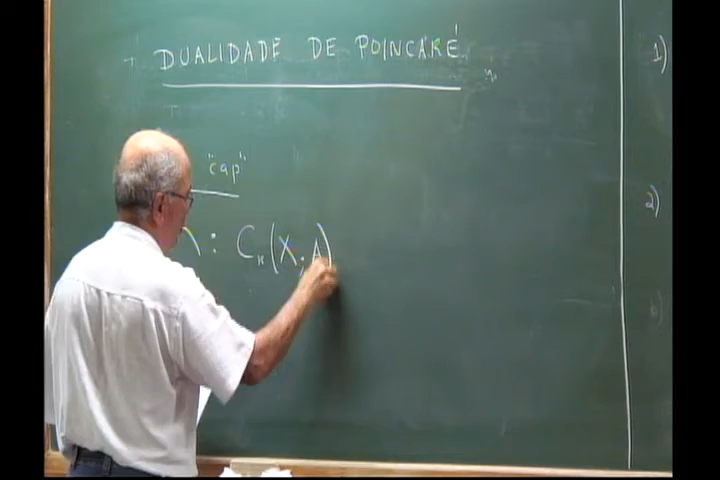 DUALIDADE DE POINCARÉ
1)
"cap"
2)
∩ : Cₖ(X; A)